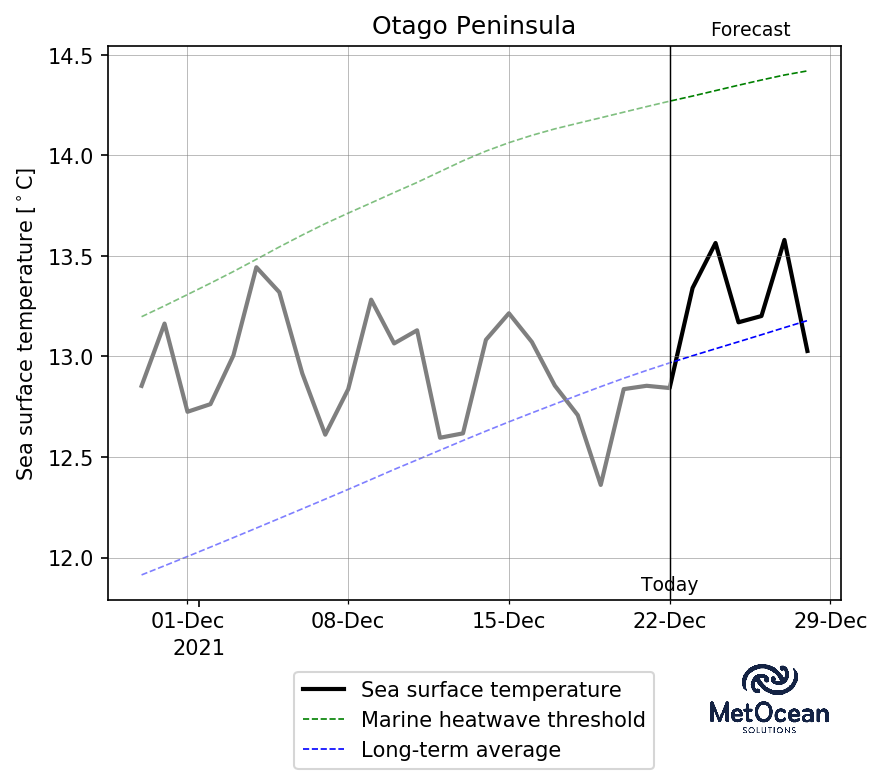 Otago Peninsula
Forecast
Sea surface temperature [°C]
14.5
14.0
13.5
13.0
12.5
12.0
Today
01-Dec 08-Dec 15-Dec 22-Dec 29-Dec
2021
Sea surface temperature
Marine heatwave threshold
Long-term average
MetOcean
SOLUTIONS